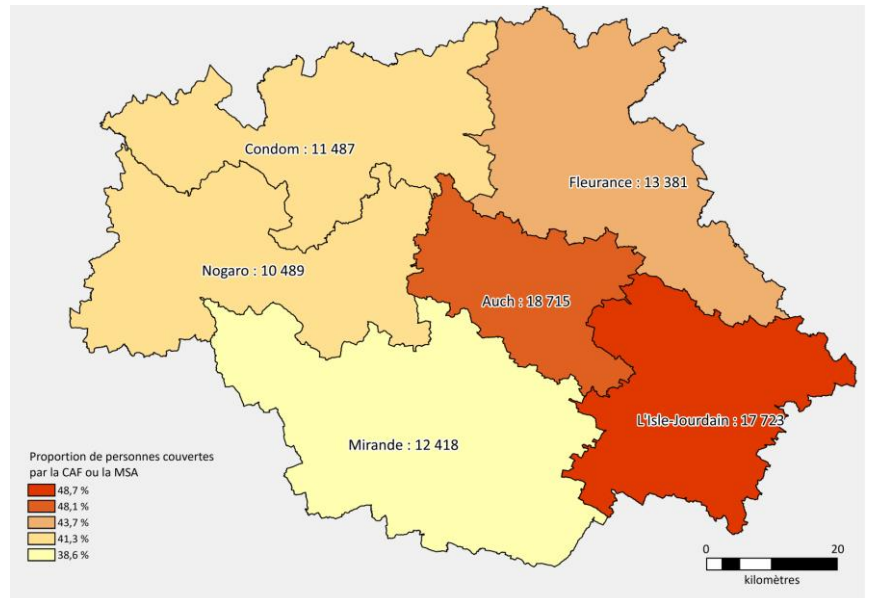 Condom : 11 487
Fleurance : 13 381
Nogaro : 10 489
Auch : 18 715
L'Isle-Jourdain : 17 723
Mirande : 12 418
Proportion de personnes couvertes
par la CAF ou la MSA
48,7 %
48,1 %
43,7 %
41,3 %
38,6 %
0 20
kilomètres